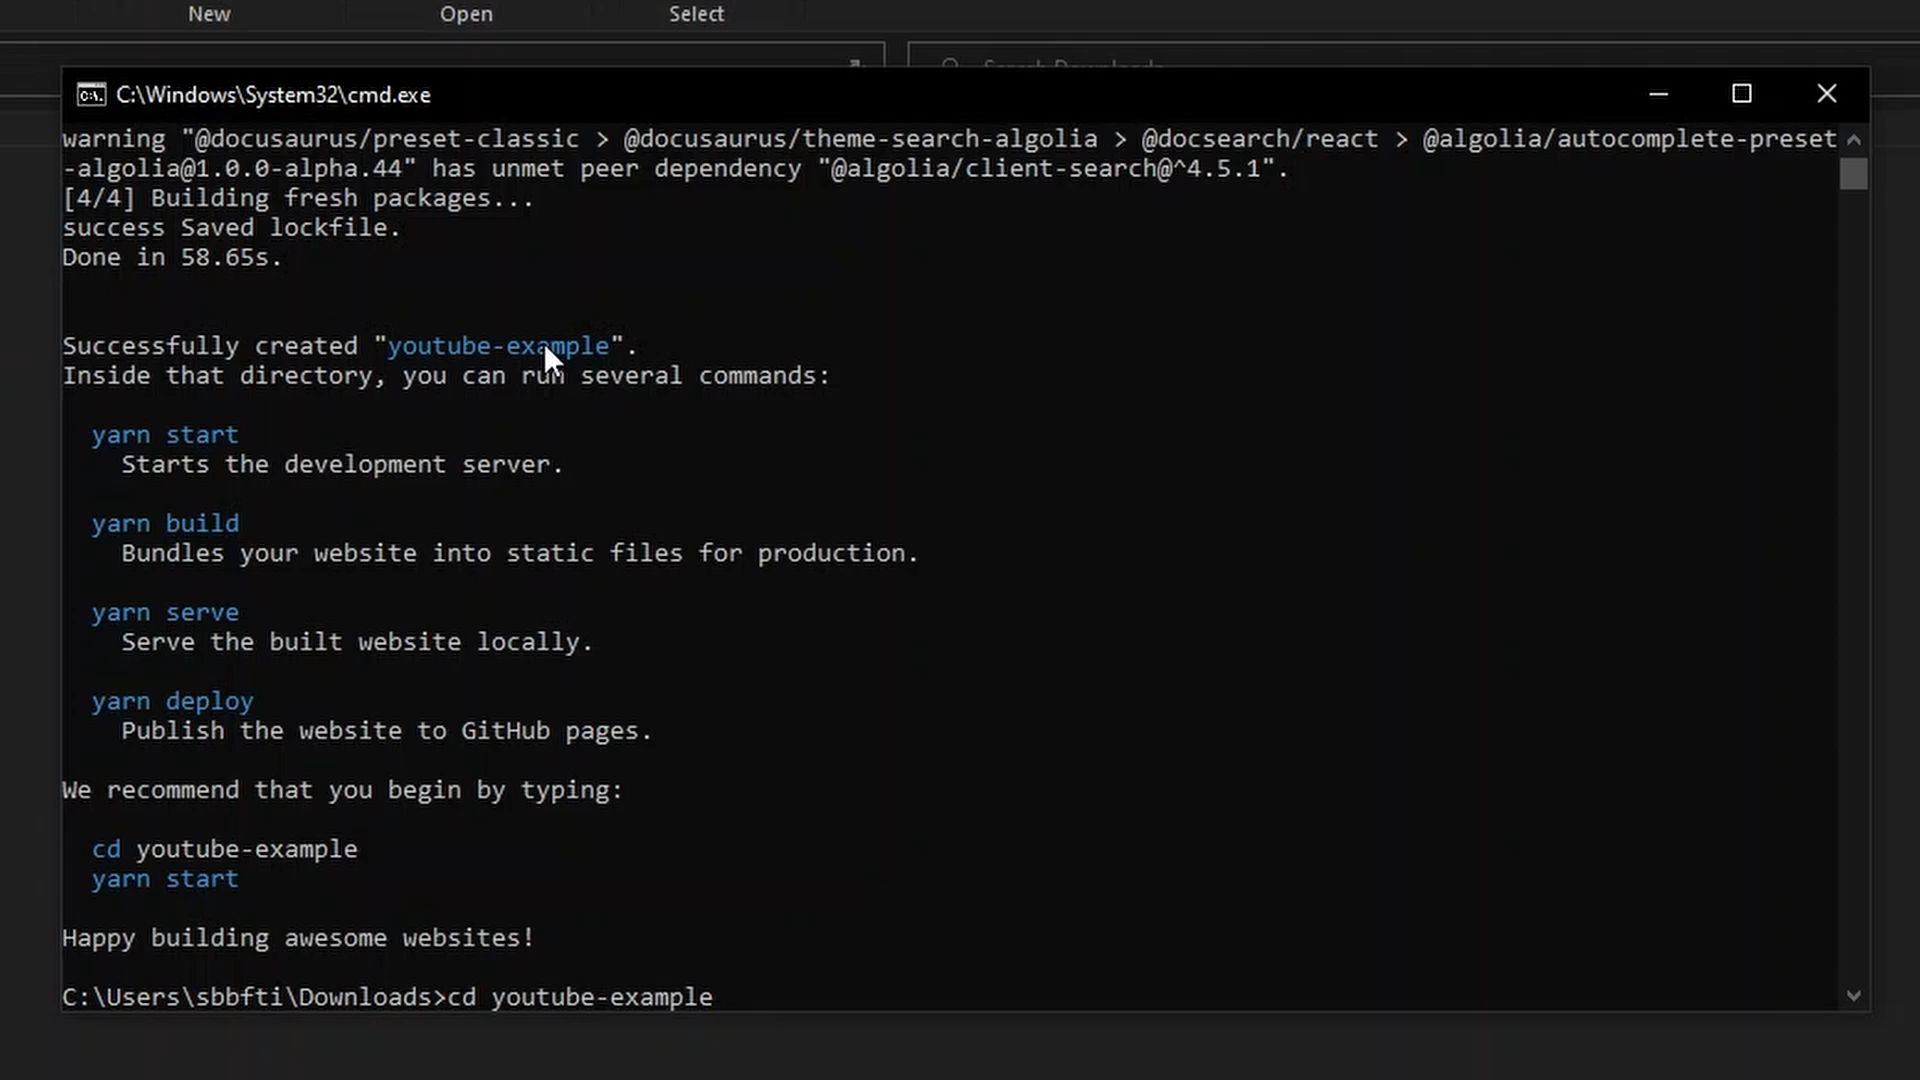 New Open Select
Search Downloads
C:\Windows\System32\cmd.exe
warning "@docusaurus/preset-classic > @docusaurus/theme-search-algolia > @docsearch/react > @algolia/autocomplete-preset
-algolia@1.0.0-alpha.44" has unmet peer dependency "@algolia/client-search@^4.5.1".
[4/4] Building fresh packages...
success Saved lockfile.
Done in 58.65s.
Successfully created "youtube-example".
Inside that directory, you can run several commands:
yarn start
Starts the development server.
yarn build
Bundles your website into static files for production.
yarn serve
Serve the built website locally.
yarn deploy
Publish the website to GitHub pages.
We recommend that you begin by typing:
cd youtube-example
yarn start
Happy building awesome websites!
C:\Users\sbbfti\Downloads>cd youtube-example